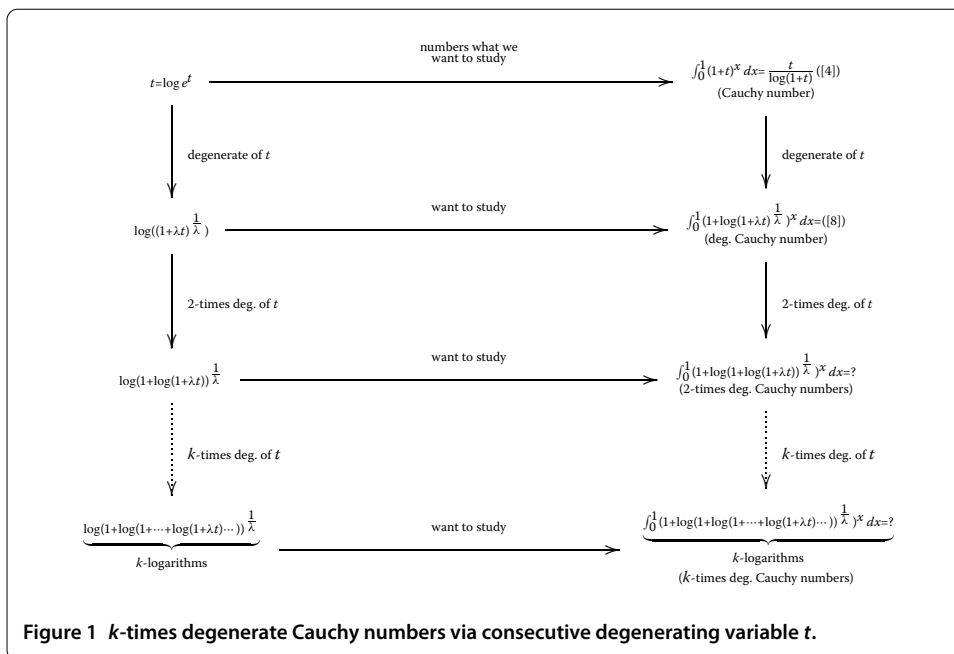 numbers what we
want to study
t=log e^t
∫_0^1 (1+t)^x dx= t/log(1+t) ([4])
(Cauchy number)
degenerate of t
degenerate of t
want to study
log((1+λt)^{1/λ})
∫_0^1 (1+log(1+λt)^{1/λ})^x dx=([8])
(deg. Cauchy number)
2-times deg. of t
2-times deg. of t
want to study
log(1+log(1+λt))^{1/λ}
∫_0^1 (1+log(1+log(1+λt))^{1/λ})^x dx=?
(2-times deg. Cauchy numbers)
k-times deg. of t
k-times deg. of t
log(1+log(1+⋯+log(1+λt)⋯))^{1/λ}
want to study
∫_0^1 (1+log(1+log(1+⋯+log(1+λt)⋯))^{1/λ})^x dx=?
k-logarithms
k-logarithms
(k-times deg. Cauchy numbers)
Figure 1 k-times degenerate Cauchy numbers via consecutive degenerating variable t.